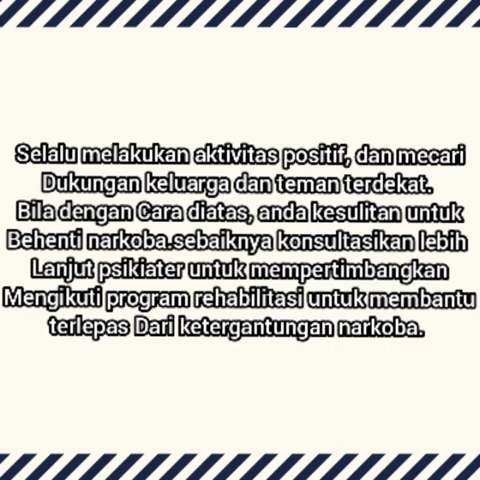 Selalu melakukan aktivitas positif, dan mecari
Dukungan keluarga dan teman terdekat.
Bila dengan Cara diatas, anda kesulitan untuk
Behenti narkoba.sebaiknya konsultasikan lebih
Lanjut psikiater untuk mempertimbangkan
Mengikuti program rehabilitasi untuk membantu
terlepas Dari ketergantungan narkoba.